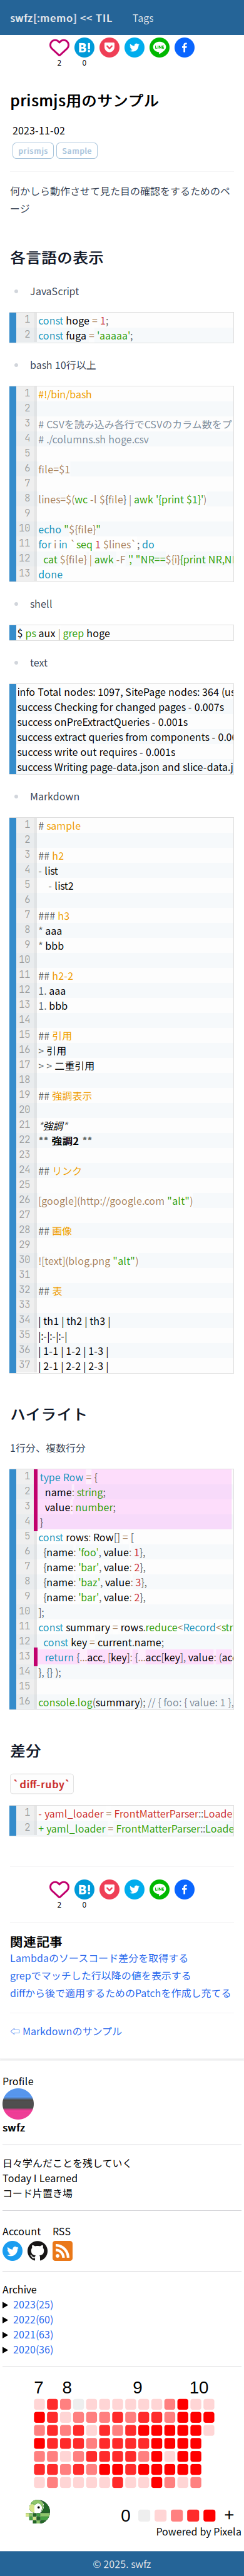 swfz[:memo] << TIL Tags
2 0
prismjs用のサンプル
2023-11-02
prismjs Sample
何かしら動作させて見た目の確認をするためのページ
各言語の表示
JavaScript
1 const hoge = 1;
2 const fuga = 'aaaaa';
bash 10行以上
1 #!/bin/bash
2
3 # CSVを読み込み各行でCSVのカラム数をプ
4 # ./columns.sh hoge.csv
5
6 file=$1
7
8 lines=$(wc -l ${file} | awk '{print $1}')
9
10 echo "${file}"
11 for i in `seq 1 $lines`; do
12 cat ${file} | awk -F ',' "NR==${i}{print NR,NF
13 done
shell
$ ps aux | grep hoge
text
info Total nodes: 1097, SitePage nodes: 364 (us
success Checking for changed pages - 0.007s
success onPreExtractQueries - 0.001s
success extract queries from components - 0.0
success write out requires - 0.001s
success Writing page-data.json and slice-data.j
Markdown
1 # sample
2
3 ## h2
4 - list
5 - list2
6
7 ### h3
8 * aaa
9 * bbb
10
11 ## h2-2
12 1. aaa
13 1. bbb
14
15 ## 引用
16 > 引用
17 > > 二重引用
18
19 ## 強調表示
20
21 *強調*
22 ** 強調2 **
23
24 ## リンク
25
26 [google](http://google.com "alt")
27
28 ## 画像
29
30 ![text](blog.png "alt")
31
32 ## 表
33
34 | th1 | th2 | th3 |
35 |:-|:-|:-|
36 | 1-1 | 1-2 | 1-3 |
37 | 2-1 | 2-2 | 2-3 |
ハイライト
1行分、複数行分
1 type Row = {
2 name: string;
3 value: number;
4 }
5 const rows: Row[] = [
6 {name: 'foo', value: 1},
7 {name: 'bar', value: 2},
8 {name: 'baz', value: 3},
9 {name: 'bar', value: 2},
10 ];
11 const summary = rows.reduce<Record<str
12 const key = current.name;
13 return {...acc, [key]: {...acc[key], value: (acc
14 }, {} );
15
16 console.log(summary); // { foo: { value: 1 },
差分
`diff-ruby`
1 - yaml_loader = FrontMatterParser::Loade
2 + yaml_loader = FrontMatterParser::Loade
2 0
関連記事
Lambdaのソースコード差分を取得する
grepでマッチした行以降の値を表示する
diffから後で適用するためのPatchを作成し充てる
⇦ Markdownのサンプル
Profile
swfz
日々学んだことを残していく
Today I Learned
コード片置き場
Account RSS
Archive
▶ 2023(25)
▶ 2022(60)
▶ 2021(63)
▶ 2020(36)
7 8 9 10
0 +
Powered by Pixela
© 2025. swfz